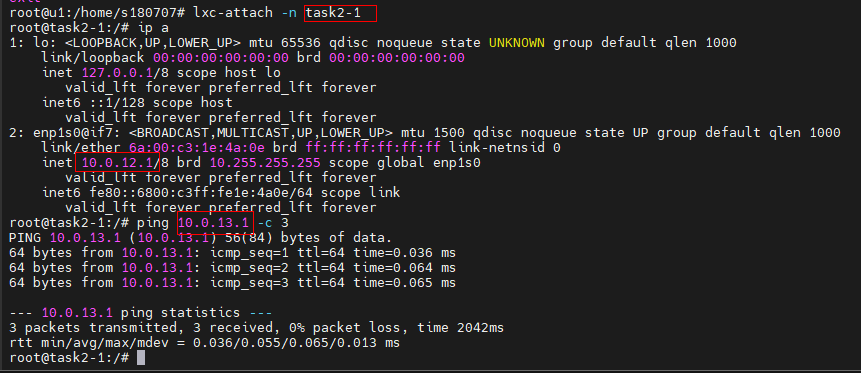 root@u1:/home/s180707# lxc-attach -n task2-1
root@task2-1:/# ip a
1: lo: <LOOPBACK,UP,LOWER_UP> mtu 65536 qdisc noqueue state UNKNOWN group default qlen 1000
    link/loopback 00:00:00:00:00:00 brd 00:00:00:00:00:00
    inet 127.0.0.1/8 scope host lo
       valid_lft forever preferred_lft forever
    inet6 ::1/128 scope host
       valid_lft forever preferred_lft forever
2: enp1s0@if7: <BROADCAST,MULTICAST,UP,LOWER_UP> mtu 1500 qdisc noqueue state UP group default qlen 1000
    link/ether 6a:00:c3:1e:4a:0e brd ff:ff:ff:ff:ff:ff link-netnsid 0
    inet 10.0.12.1/8 brd 10.255.255.255 scope global enp1s0
       valid_lft forever preferred_lft forever
    inet6 fe80::6800:c3ff:fe1e:4a0e/64 scope link
       valid_lft forever preferred_lft forever
root@task2-1:/# ping 10.0.13.1 -c 3
PING 10.0.13.1 (10.0.13.1) 56(84) bytes of data.
64 bytes from 10.0.13.1: icmp_seq=1 ttl=64 time=0.036 ms
64 bytes from 10.0.13.1: icmp_seq=2 ttl=64 time=0.064 ms
64 bytes from 10.0.13.1: icmp_seq=3 ttl=64 time=0.065 ms

--- 10.0.13.1 ping statistics ---
3 packets transmitted, 3 received, 0% packet loss, time 2042ms
rtt min/avg/max/mdev = 0.036/0.055/0.065/0.013 ms
root@task2-1:/#